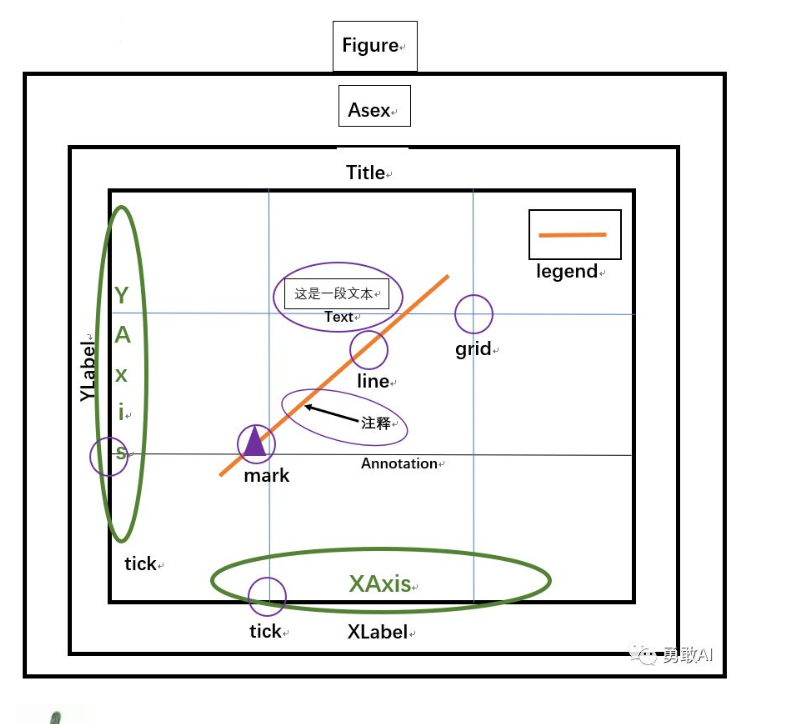 Figure
Asex
Title
legend
这是一段文本
Text
grid
line
注释
Annotation
mark
YLabel
YAxis
tick
XAxis
tick
XLabel
勇敢AI